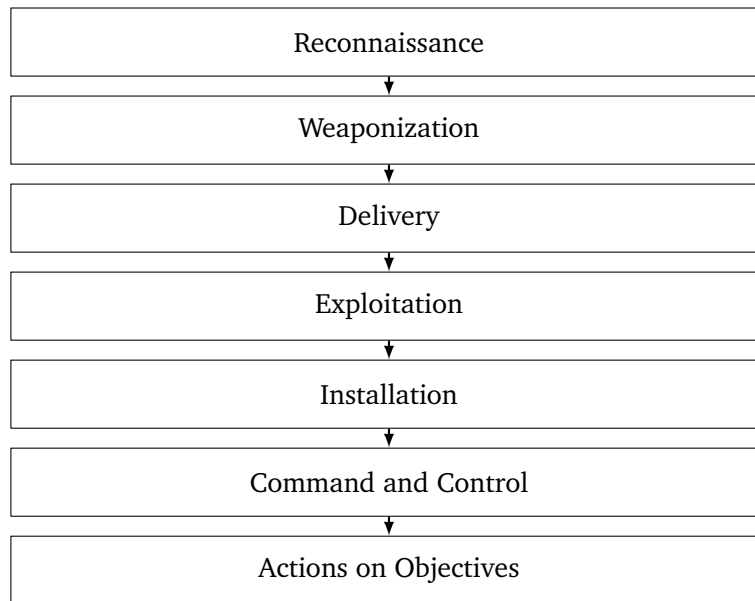 Reconnaissance
Weaponization
Delivery
Exploitation
Installation
Command and Control
Actions on Objectives